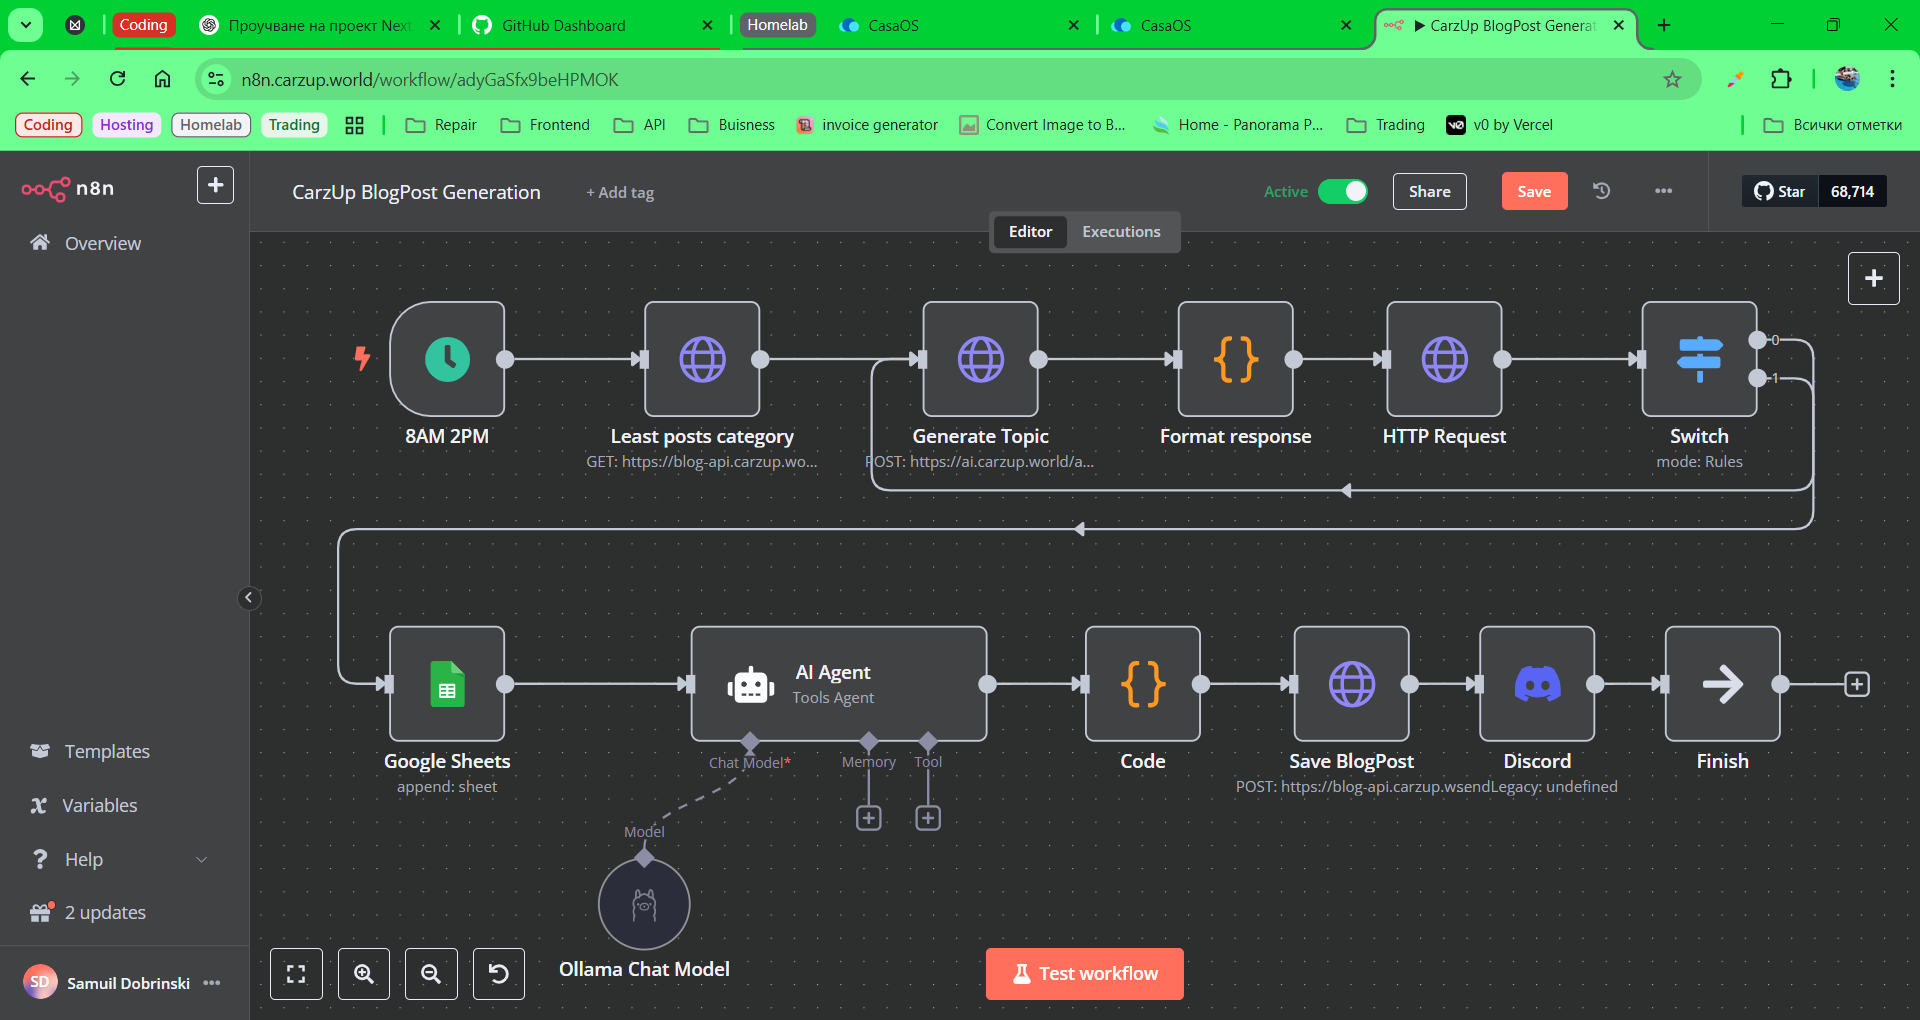 Coding
Проучване на проект Next
GitHub Dashboard
Homelab
CasaOS
CasaOS
CarzUp BlogPost Generat
n8n.carzup.world/workflow/adyGaSfx9beHPMOK
Coding
Hosting
Homelab
Trading
Repair
Frontend
API
Buisness
invoice generator
Convert Image to B...
Home - Panorama P...
Trading
v0 by Vercel
Всички отметки
n8n
CarzUp BlogPost Generation
+ Add tag
Active
Share
Save
Star
68,714
Editor
Executions
Overview
8AM 2PM
Least posts category
GET: https://blog-api.carzup.wo...
Generate Topic
POST: https://ai.carzup.world/a...
Format response
HTTP Request
0
1
Switch
mode: Rules
Google Sheets
append: sheet
AI Agent
Tools Agent
Chat Model*
Memory
Tool
Model
Ollama Chat Model
Code
Save BlogPost
POST: https://blog-api.carzup.w
Discord
sendLegacy: undefined
Finish
Templates
Variables
Help
2 updates
SD
Samuil Dobrinski
Test workflow